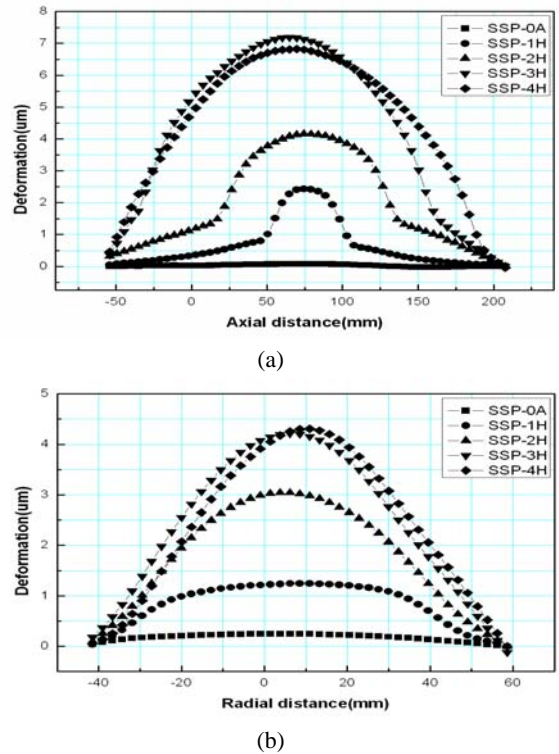 8
7
6
5
4
3
2
1
0
Deformation(um)
SSP-0A
SSP-1H
SSP-2H
SSP-3H
SSP-4H
-50
0
50
100
150
200
Axial distance(mm)
(a)
5
4
3
2
1
0
Deformation(um)
SSP-0A
SSP-1H
SSP-2H
SSP-3H
SSP-4H
-40
-20
0
20
40
60
Radial distance(mm)
(b)